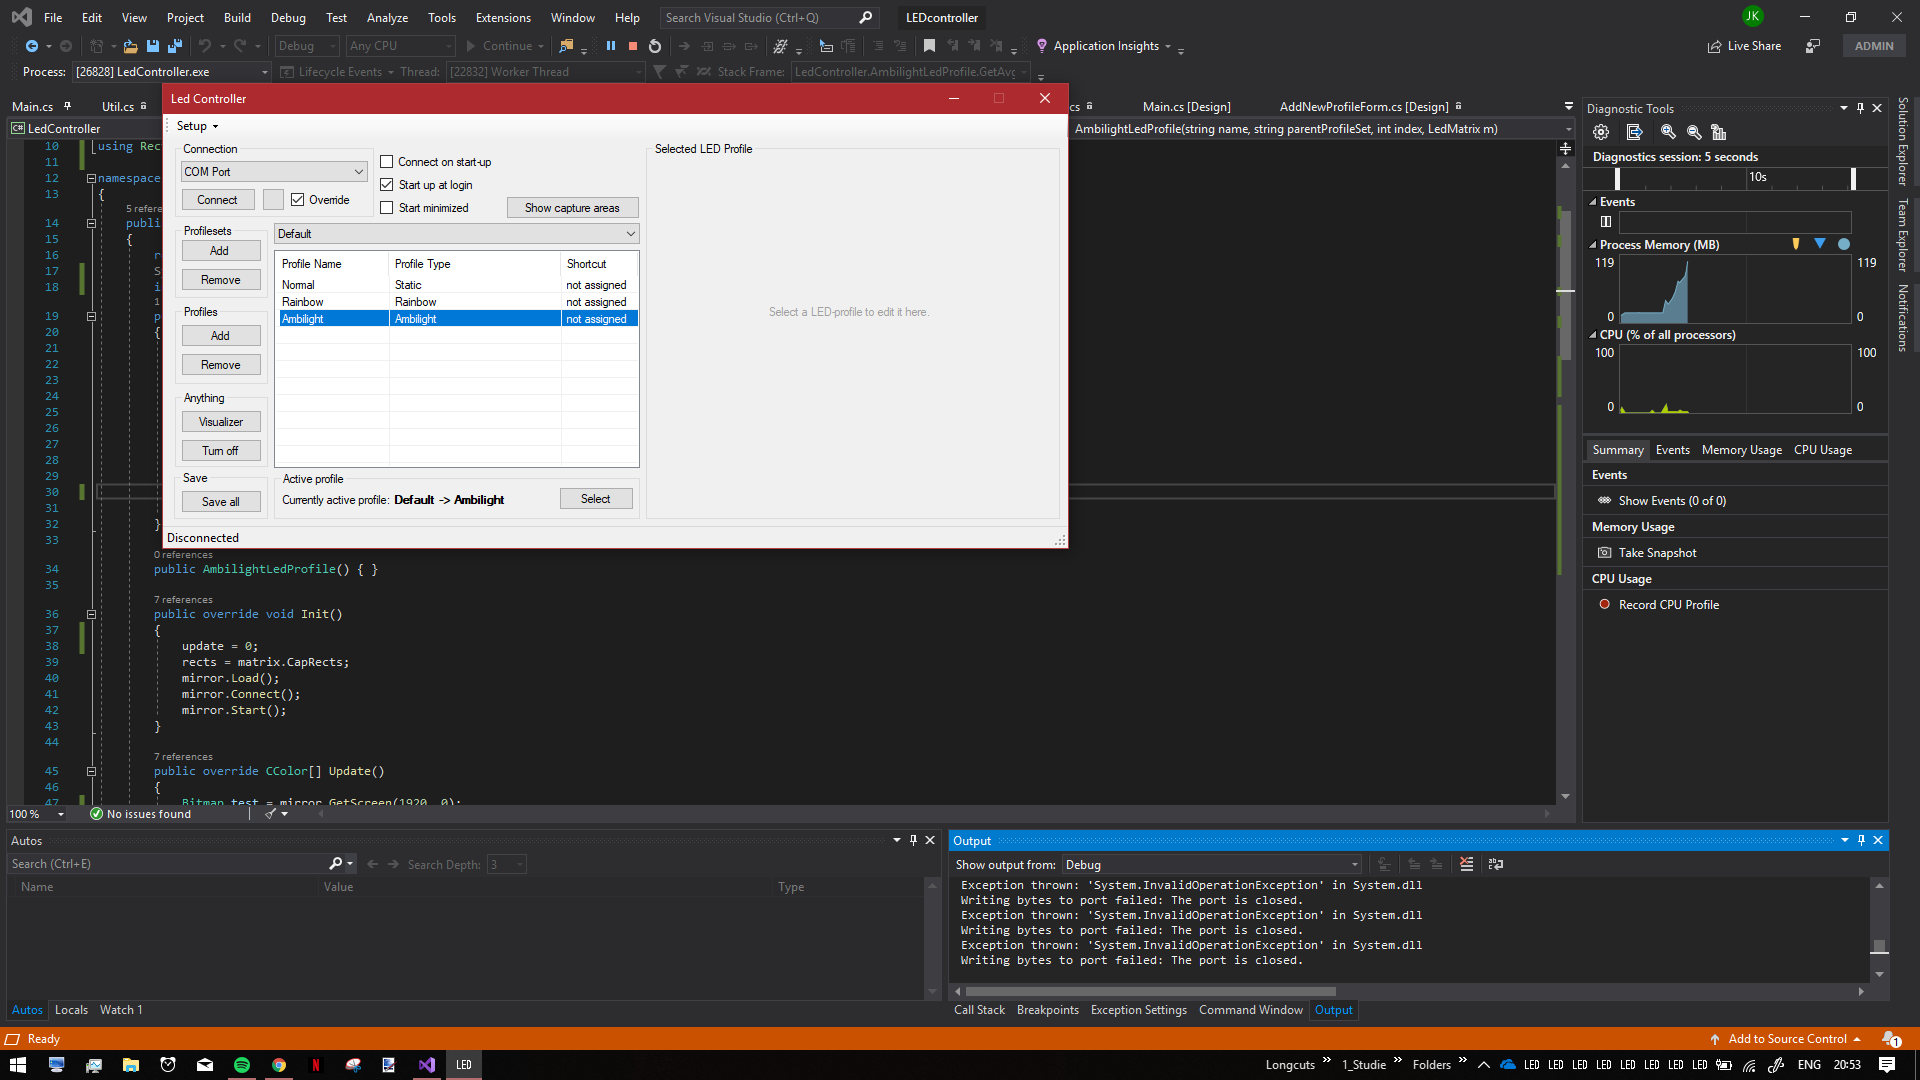 File Edit View Project Build Debug Test Analyze Tools Extensions Window Help Search Visual Studio (Ctrl+Q) LEDcontroller JK
Debug Any CPU Continue Application Insights Live Share ADMIN
Process: [26828] LedController.exe Lifecycle Events Thread: [22832] Worker Thread Stack Frame: LedController.AmbilightLedProfile.GetAvg
Main.cs Util.cs cs Main.cs [Design] AddNewProfileForm.cs [Design]
LedController AmbilightLedProfile(string name, string parentProfileSet, int index, LedMatrix m)
Led Controller
Setup
Connection
COM Port
Connect Override
Connect on start-up
Start up at login
Start minimized
Show capture areas
Profilesets
Add
Remove
Profiles
Add
Remove
Anything
Visualizer
Turn off
Save
Save all
Default
Profile Name Profile Type Shortcut
Normal Static not assigned
Rainbow Rainbow not assigned
Ambilight Ambilight not assigned
Active profile
Currently active profile: Default -> Ambilight Select
Selected LED Profile
Select a LED-profile to edit it here.
Disconnected
10 using Rec
11
12 namespace
13 {
5 refere
14 publi
15 {
16 r
17 S
18 i
1
19 p
20 {
21
22
23
24
25
26
27
28
29
30
31
32 }
33
0 references
34 public AmbilightLedProfile() { }
35
7 references
36 public override void Init()
37 {
38 update = 0;
39 rects = matrix.CapRects;
40 mirror.Load();
41 mirror.Connect();
42 mirror.Start();
43 }
44
7 references
45 public override CColor[] Update()
46 {
47 Bitmap test = mirror.GetScreen(1920, 0);
100 % No issues found
Diagnostic Tools
Diagnostics session: 5 seconds
10s
Events
Process Memory (MB)
119 119
0 0
CPU (% of all processors)
100 100
0 0
Summary Events Memory Usage CPU Usage
Events
Show Events (0 of 0)
Memory Usage
Take Snapshot
CPU Usage
Record CPU Profile
Solution Explorer
Team Explorer
Notifications
Autos
Search (Ctrl+E) Search Depth: 3
Name Value Type
Autos Locals Watch 1
Output
Show output from: Debug
Exception thrown: 'System.InvalidOperationException' in System.dll
Writing bytes to port failed: The port is closed.
Exception thrown: 'System.InvalidOperationException' in System.dll
Writing bytes to port failed: The port is closed.
Exception thrown: 'System.InvalidOperationException' in System.dll
Writing bytes to port failed: The port is closed.
Call Stack Breakpoints Exception Settings Command Window Output
Ready Add to Source Control 1
N LED Longcuts 1_Studie Folders LED LED LED LED LED LED LED LED ENG 20:53